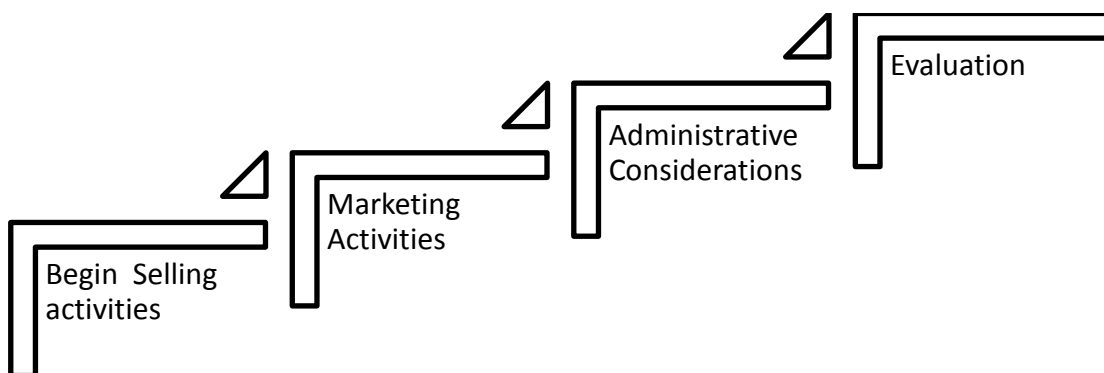 Begin Selling
activities
Marketing
Activities
Administrative
Considerations
Evaluation